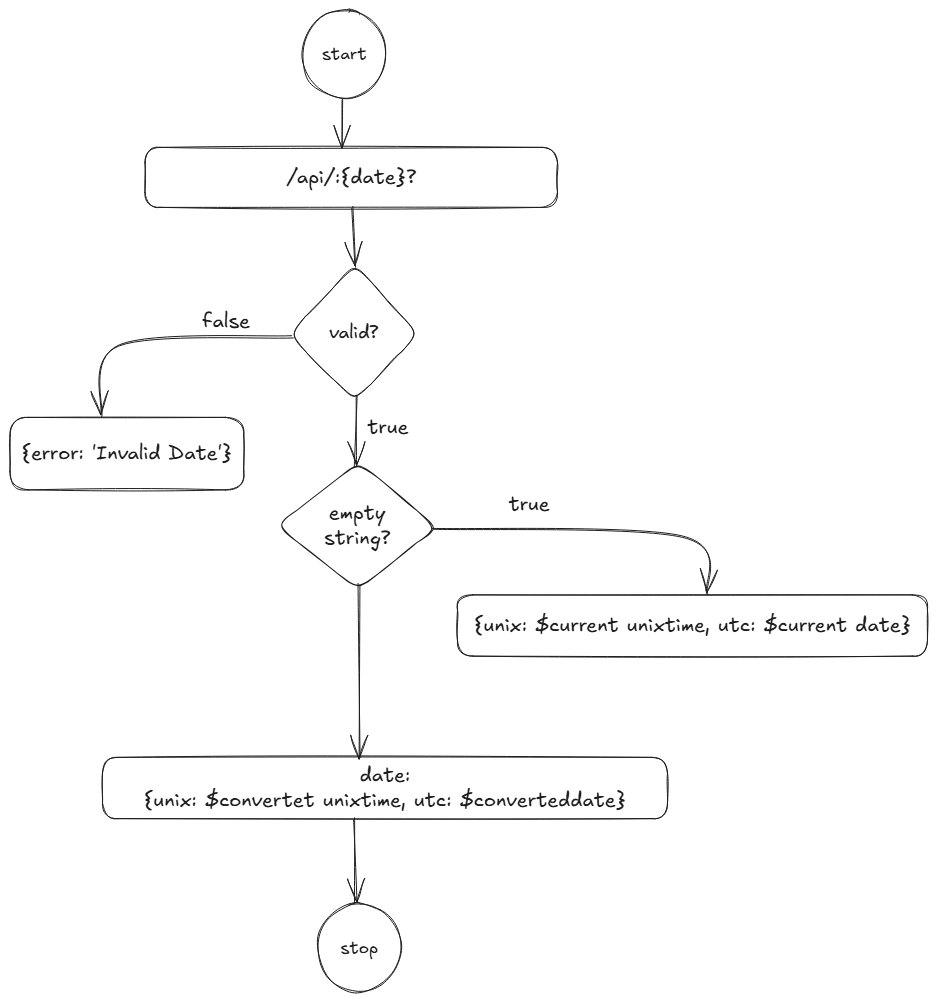 start
/api/:{date}?
valid?
false
true
{error: 'Invalid Date'}
empty
string?
true
{unix: $current unixtime, utc: $current date}
date:
{unix: $convertet unixtime, utc: $converteddate}
stop